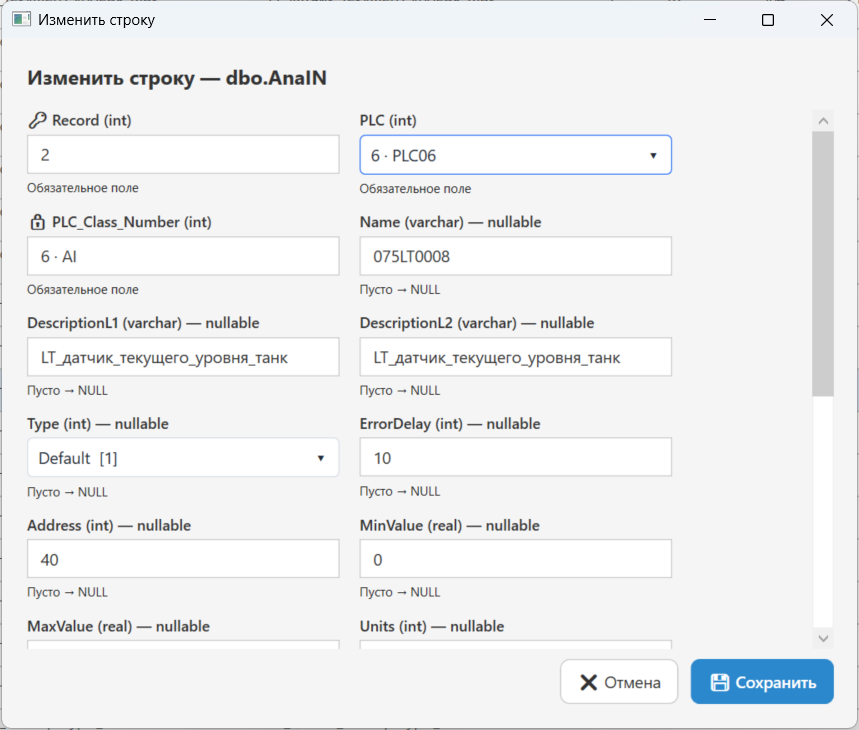 Изменить строку
Изменить строку — dbo.AnaIN
Record (int)
PLC (int)
2
6 · PLC06
Обязательное поле
Обязательное поле
PLC_Class_Number (int)
Name (varchar) — nullable
6 · AI
075LT0008
Обязательное поле
Пусто → NULL
DescriptionL1 (varchar) — nullable
DescriptionL2 (varchar) — nullable
LT_датчик_текущего_уровня_танк
LT_датчик_текущего_уровня_танк
Пусто → NULL
Пусто → NULL
Type (int) — nullable
ErrorDelay (int) — nullable
Default [1]
10
Пусто → NULL
Пусто → NULL
Address (int) — nullable
MinValue (real) — nullable
40
0
Пусто → NULL
Пусто → NULL
MaxValue (real) — nullable
Units (int) — nullable
Отмена
Сохранить